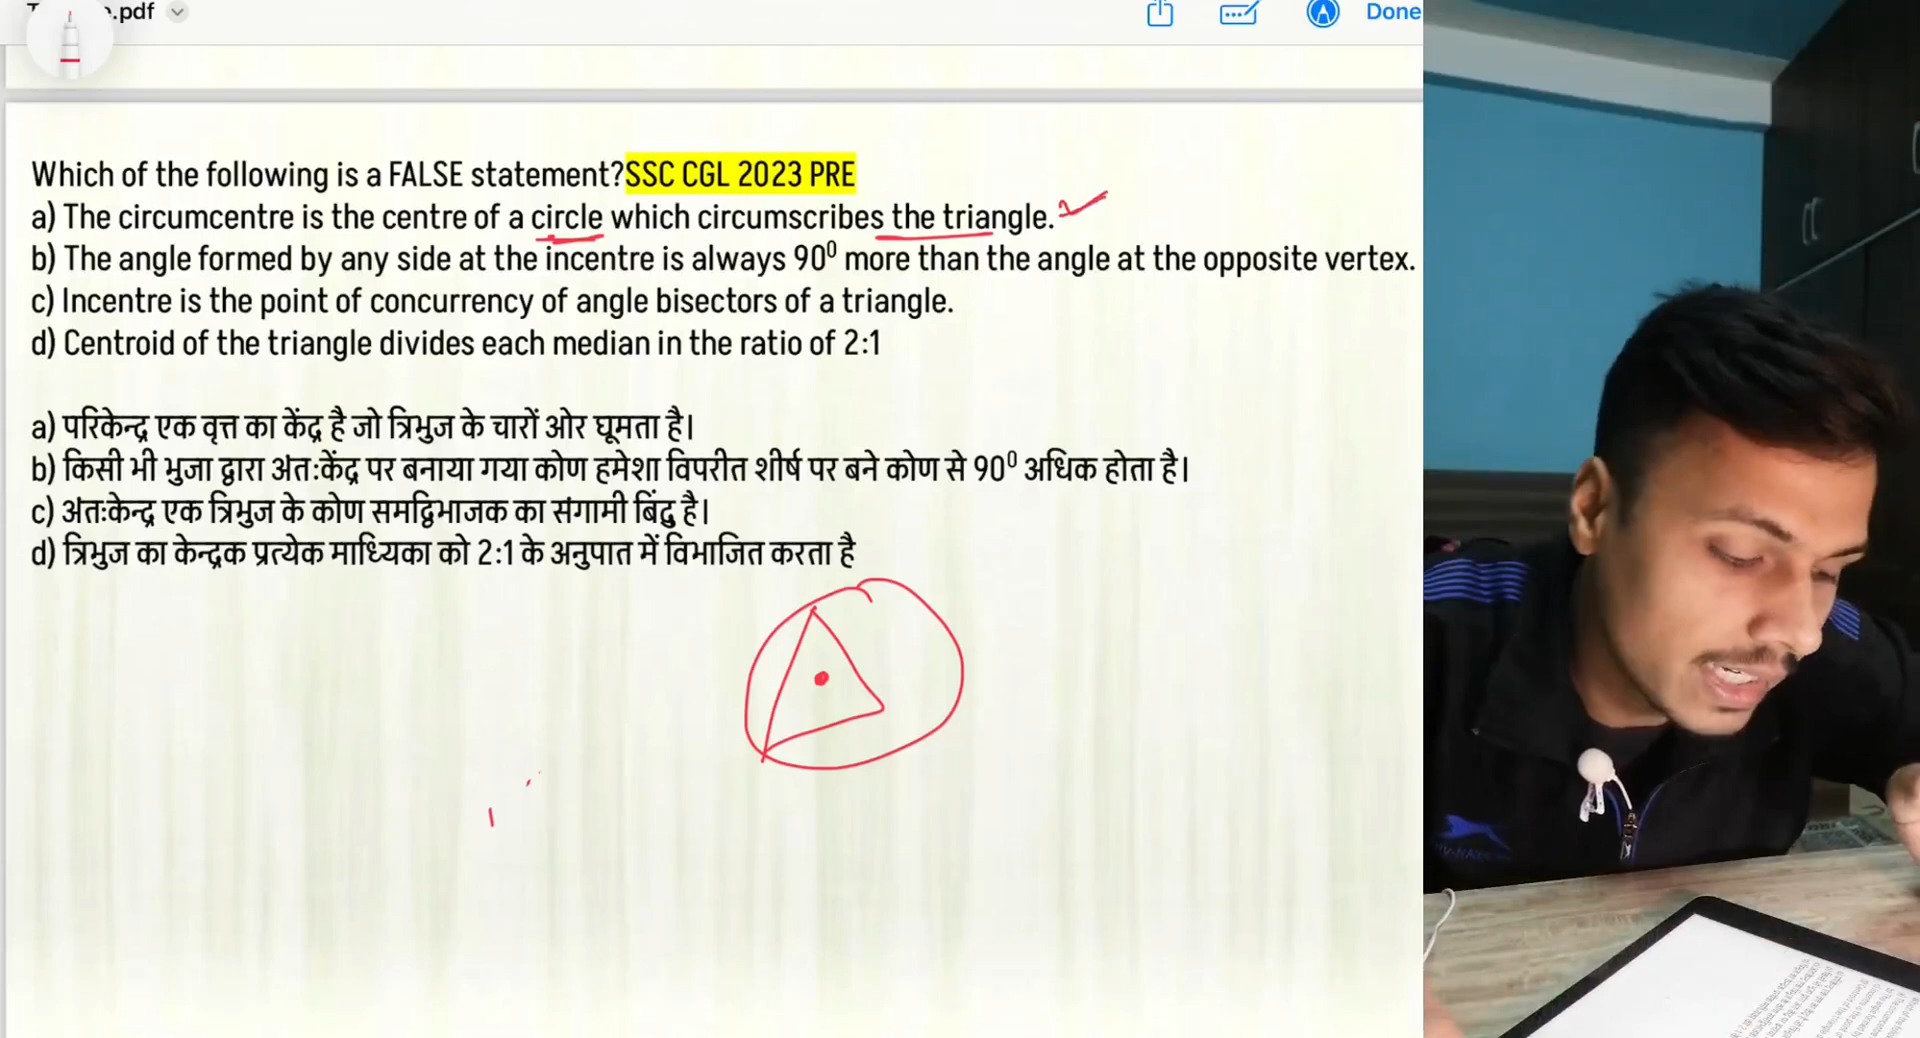 .pdf
Done
Which of the following is a FALSE statement?SSC CGL 2023 PRE
a) The circumcentre is the centre of a circle which circumscribes the triangle.
b) The angle formed by any side at the incentre is always 90⁰ more than the angle at the opposite vertex.
c) Incentre is the point of concurrency of angle bisectors of a triangle.
d) Centroid of the triangle divides each median in the ratio of 2:1
a) परिकेन्द्र एक वृत्त का केंद्र है जो त्रिभुज के चारों ओर घूमता है।
b) किसी भी भुजा द्वारा अंतःकेंद्र पर बनाया गया कोण हमेशा विपरीत शीर्ष पर बने कोण से 90⁰ अधिक होता है।
c) अंतःकेन्द्र एक त्रिभुज के कोण समद्विभाजक का संगामी बिंदु है।
d) त्रिभुज का केन्द्रक प्रत्येक माध्यिका को 2:1 के अनुपात में विभाजित करता है